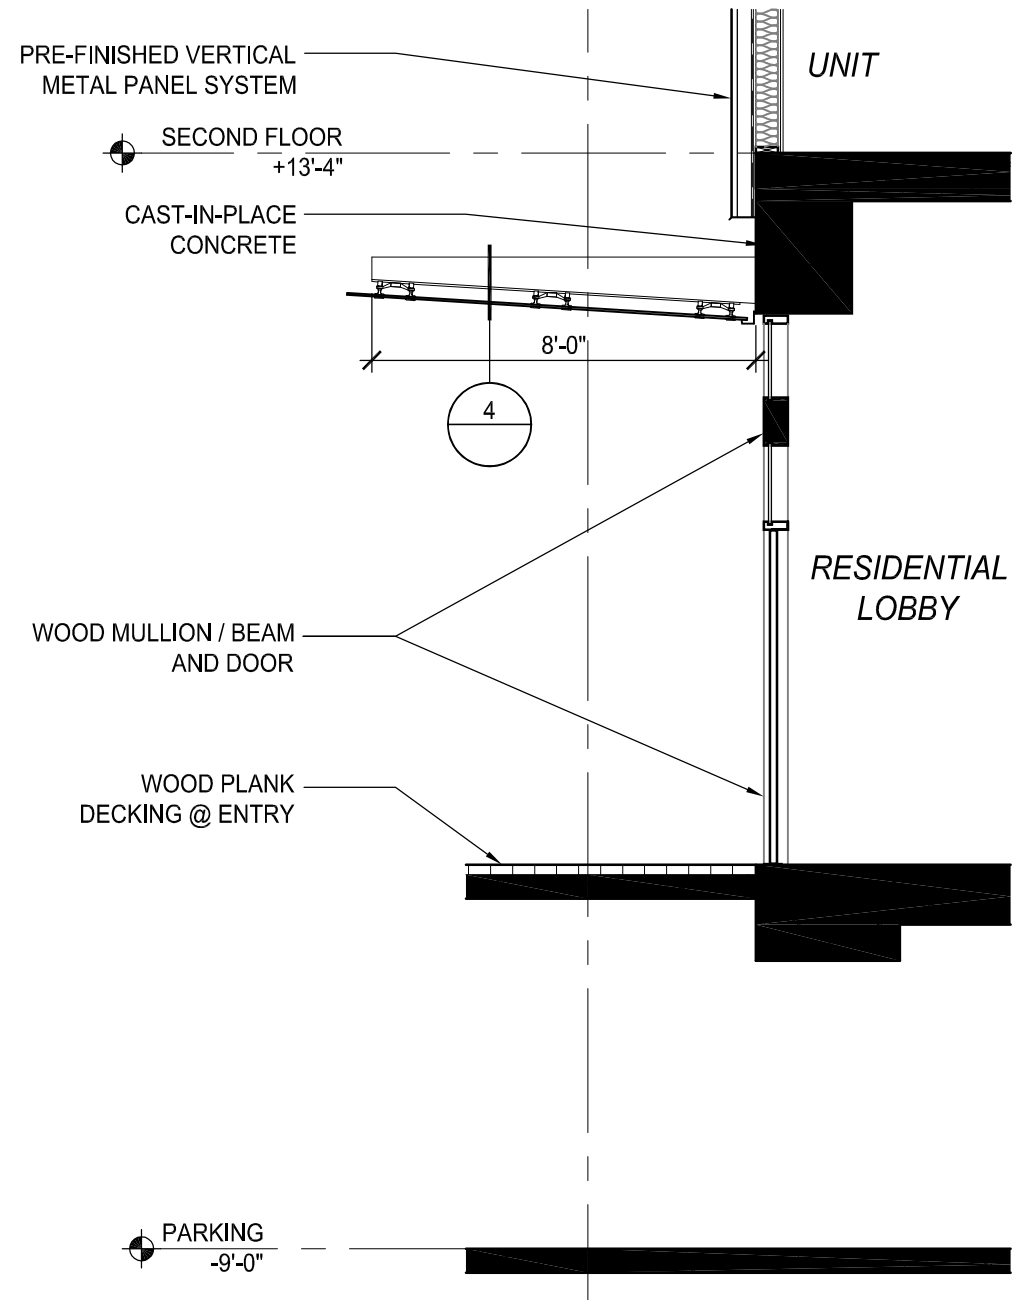 PRE-FINISHED VERTICAL
METAL PANEL SYSTEM
UNIT
SECOND FLOOR
+13'-4"
CAST-IN-PLACE
CONCRETE
8'-0"
4
RESIDENTIAL
LOBBY
WOOD MULLION / BEAM
AND DOOR
WOOD PLANK
DECKING @ ENTRY
PARKING
-9'-0"